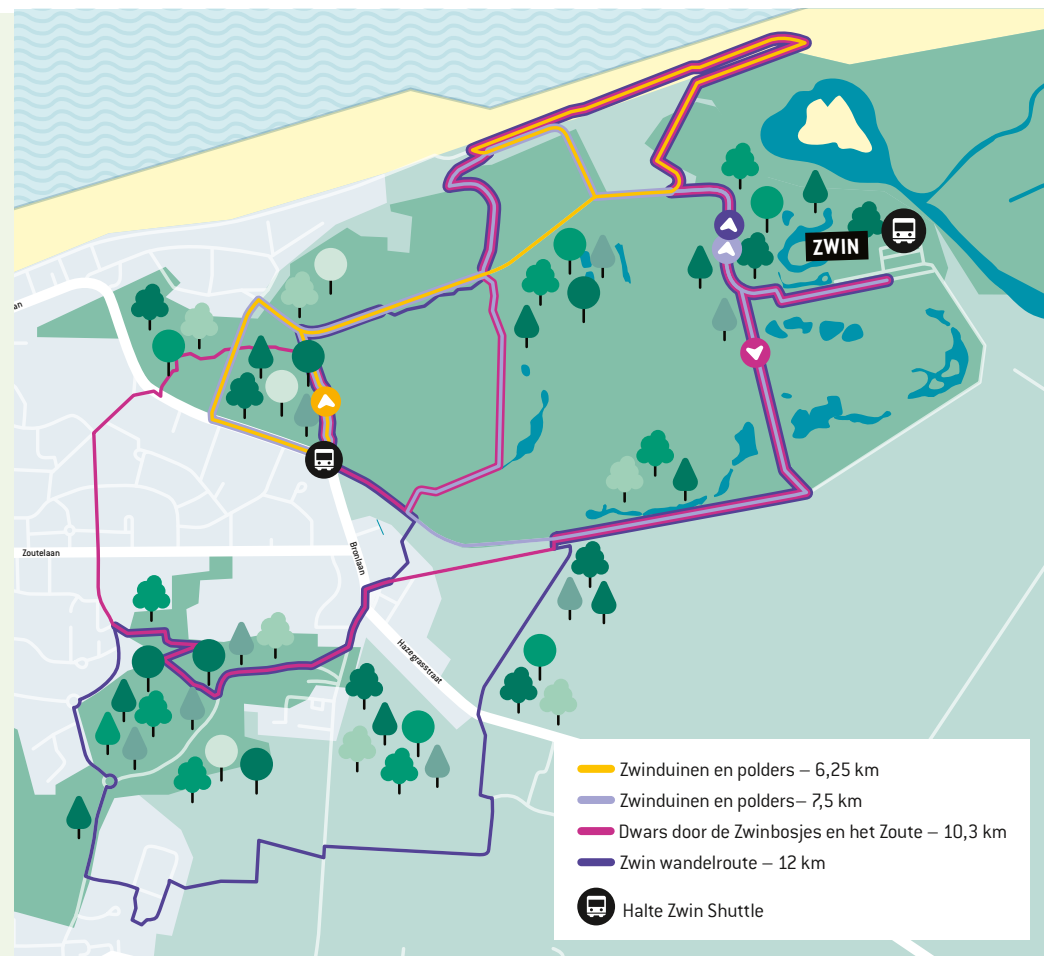 an
ZWIN
Zoutelaan
Bronlaan
Hazegrasstraat
Zwinduinen en polders – 6,25 km
Zwinduinen en polders– 7,5 km
Dwars door de Zwinbosjes en het Zoute – 10,3 km
Zwin wandelroute – 12 km
Halte Zwin Shuttle